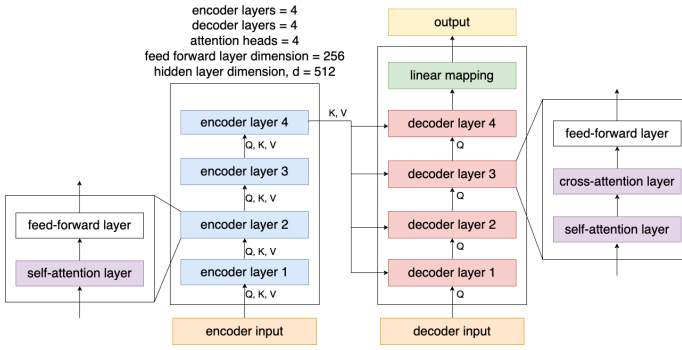 encoder layers = 4
decoder layers = 4
attention heads = 4
feed forward layer dimension = 256
hidden layer dimension, d = 512
output
linear mapping
K, V
encoder layer 4
Q, K, V
encoder layer 3
Q, K, V
encoder layer 2
Q, K, V
encoder layer 1
Q, K, V
encoder input
feed-forward layer
self-attention layer
decoder layer 4
Q
decoder layer 3
Q
decoder layer 2
Q
decoder layer 1
Q
decoder input
feed-forward layer
cross-attention layer
self-attention layer